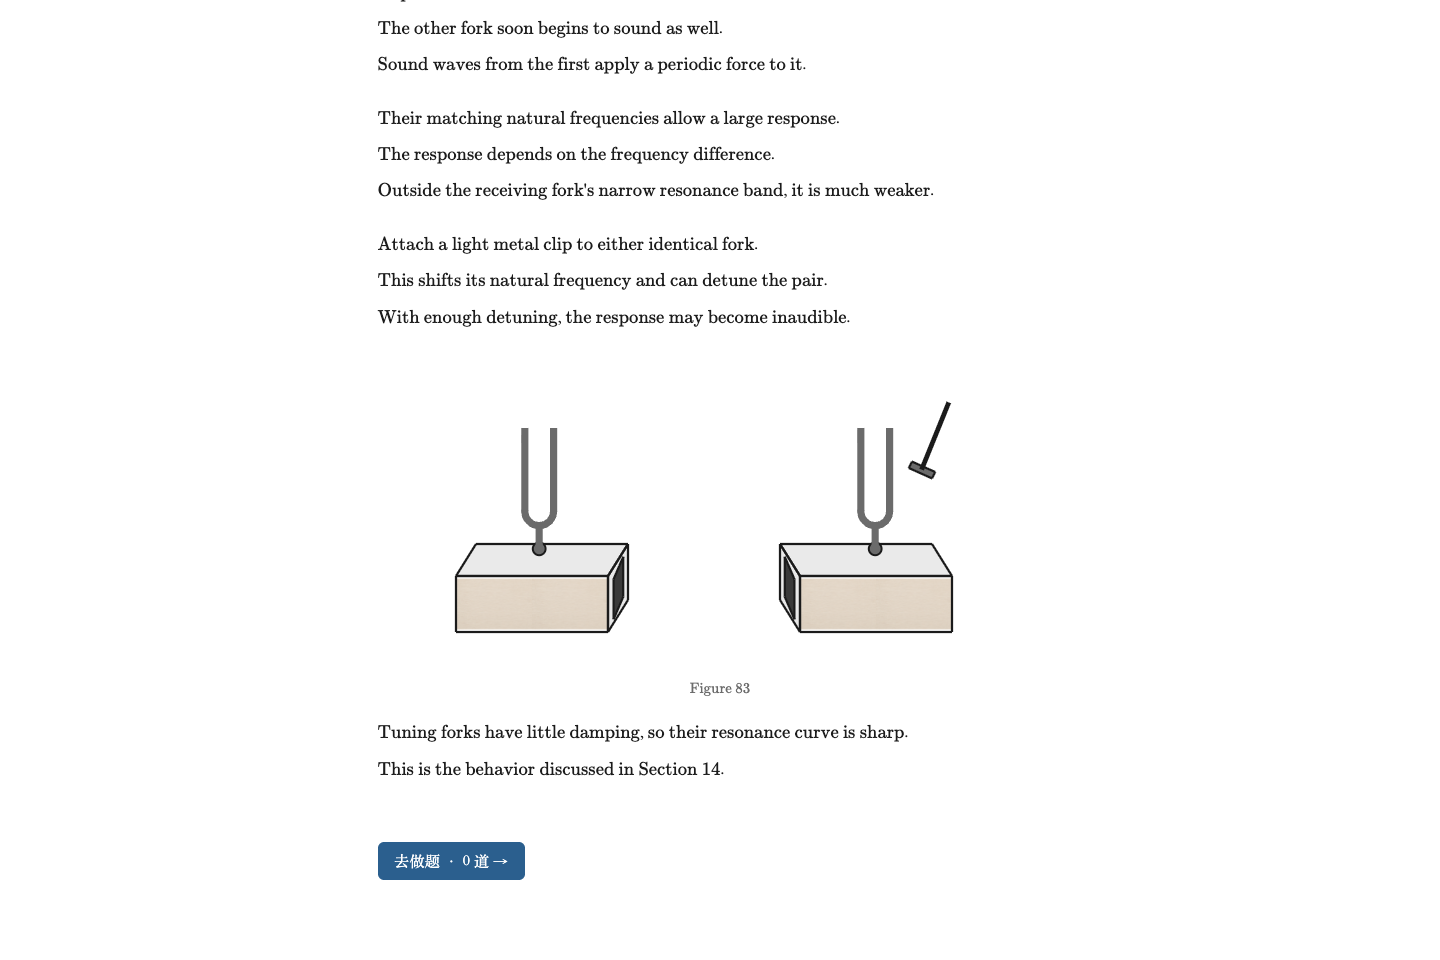 The other fork soon begins to sound as well.
Sound waves from the first apply a periodic force to it.
Their matching natural frequencies allow a large response.
The response depends on the frequency difference.
Outside the receiving fork's narrow resonance band, it is much weaker.
Attach a light metal clip to either identical fork.
This shifts its natural frequency and can detune the pair.
With enough detuning, the response may become inaudible.
Figure 83
Tuning forks have little damping, so their resonance curve is sharp.
This is the behavior discussed in Section 14.
去做题 · 0 道 →